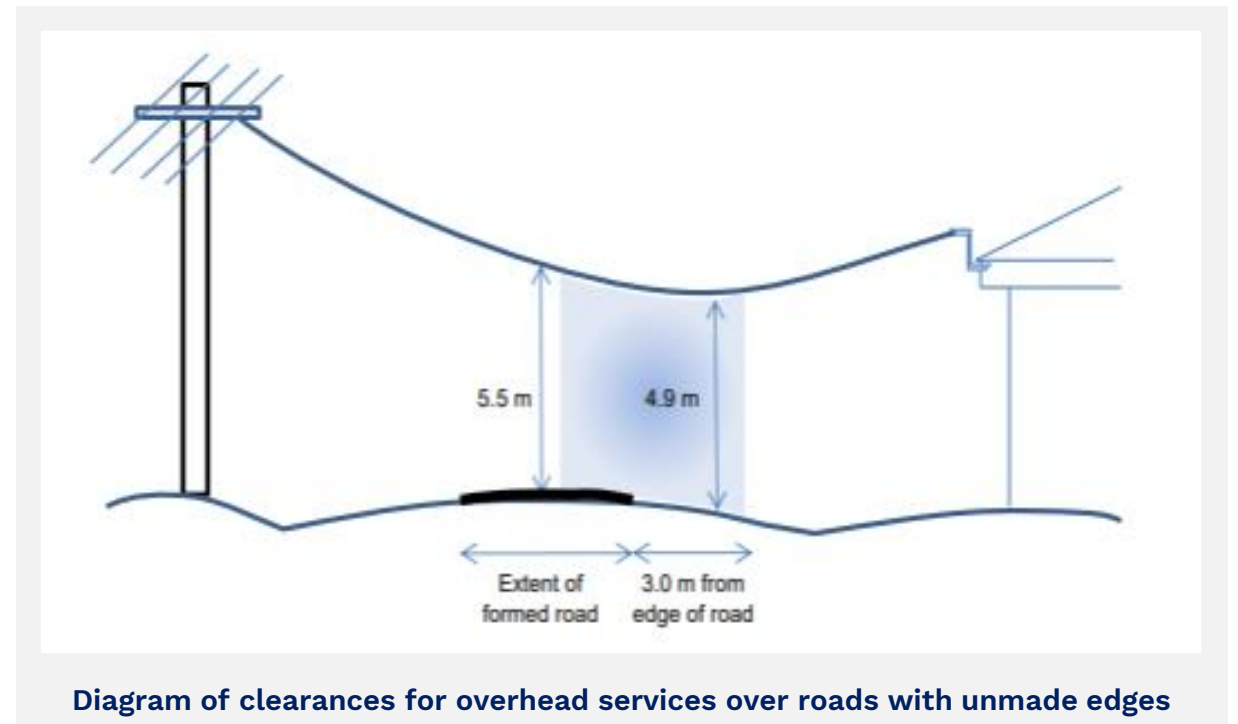 5.5 m
4.9 m
Extent of
formed road
3.0 m from
edge of road
Diagram of clearances for overhead services over roads with unmade edges